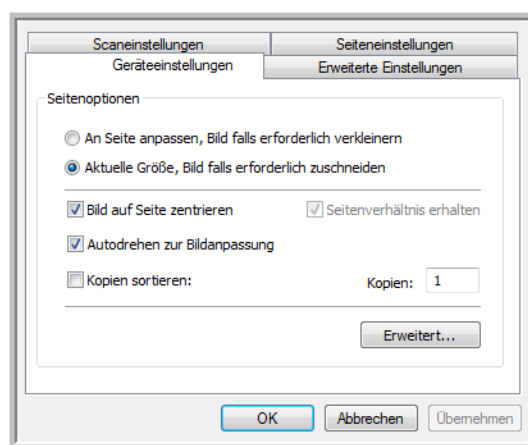 Scaneinstellungen
Seiteneinstellungen
Geräteeinstellungen
Erweiterte Einstellungen
Seitenoptionen
An Seite anpassen, Bild falls erforderlich verkleinern
Aktuelle Größe, Bild falls erforderlich zuschneiden
Bild auf Seite zentrieren
Seitenverhältnis erhalten
Autodrehen zur Bildanpassung
Kopien sortieren:
Kopien: 1
Erweitert...
OK
Abbrechen
Übernehmen